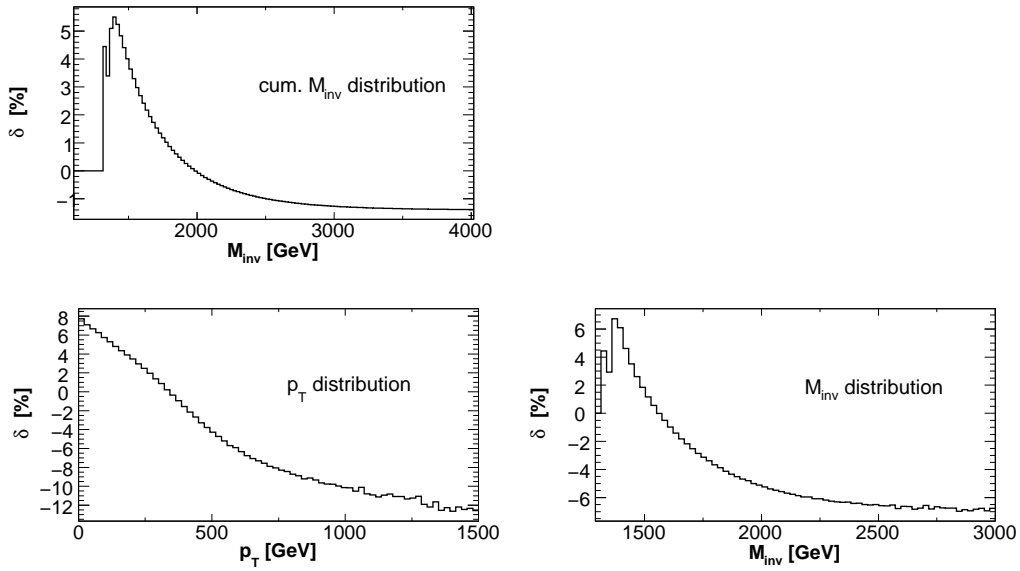 5
4
3
2
1
0
−1
δ [%]
cum. M_inv distribution
2000 3000 4000
M_inv [GeV]
8
6
4
2
0
−2
−4
−6
−8
−10
−12
δ [%]
p_T distribution
0 500 1000 1500
p_T [GeV]
6
4
2
0
−2
−4
−6
δ [%]
M_inv distribution
1500 2000 2500 3000
M_inv [GeV]